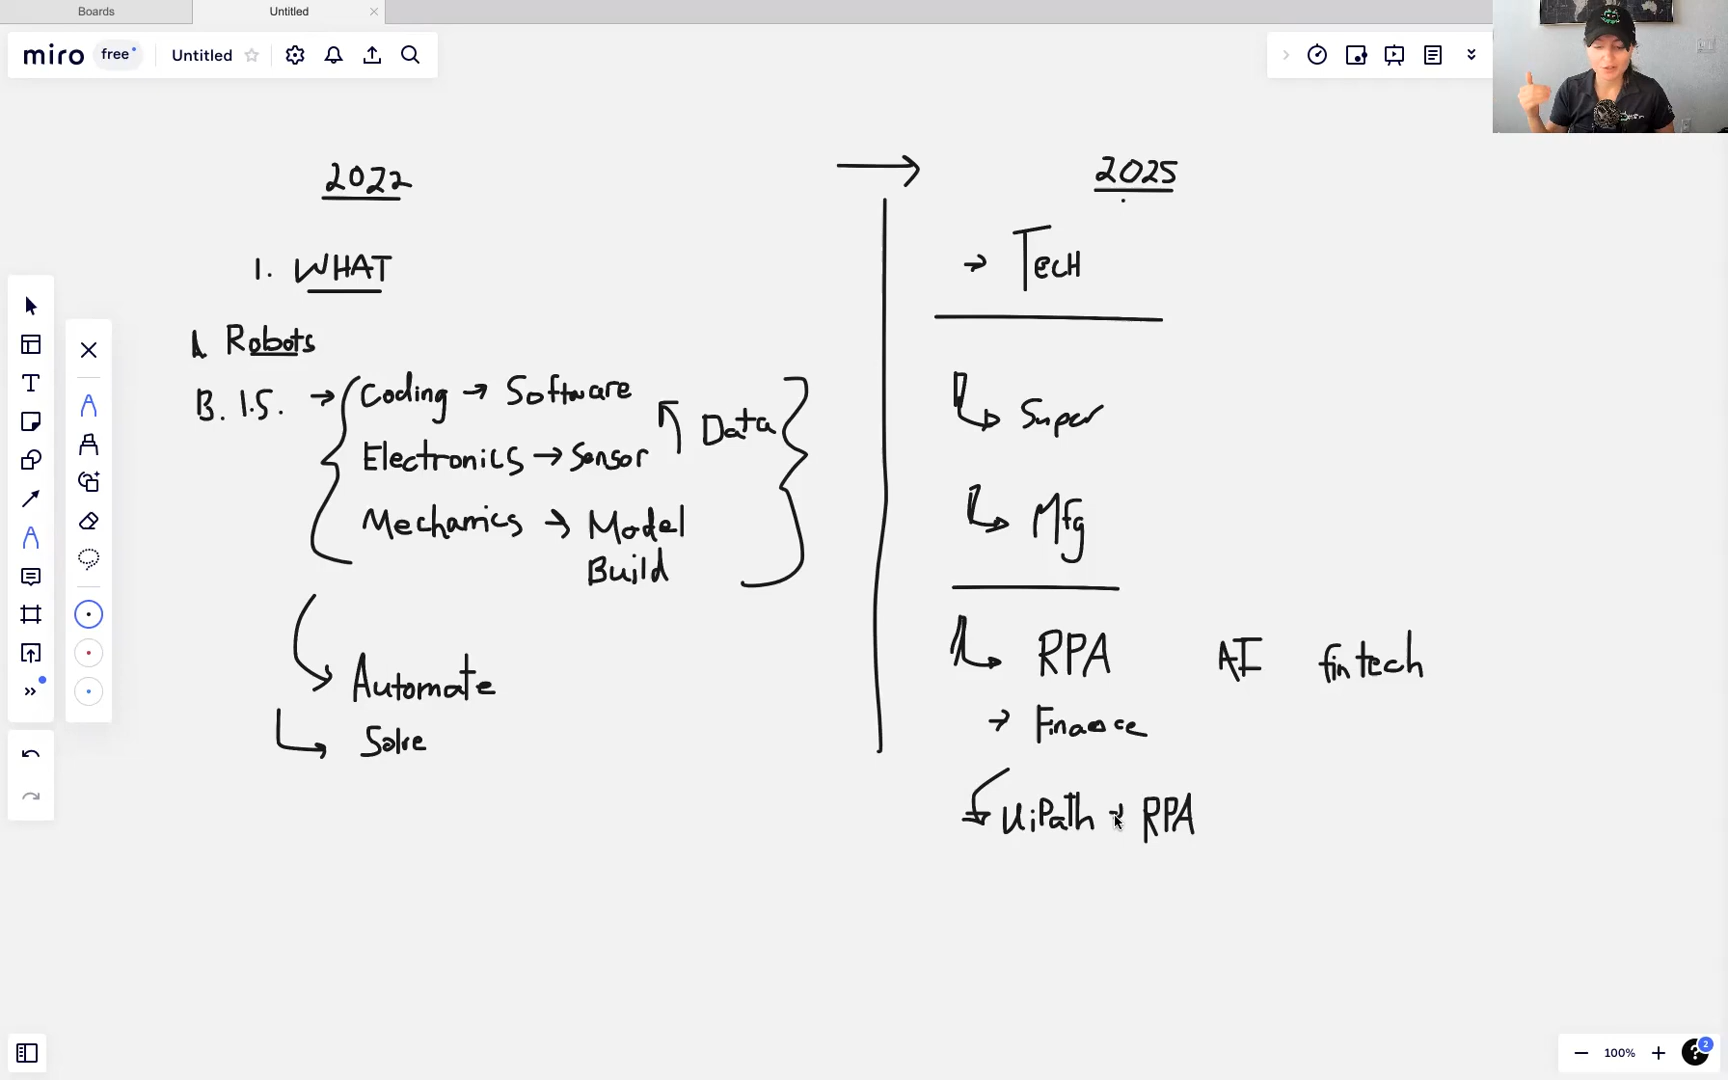 Boards
Untitled
miro free Untitled
2022
1. WHAT
A Robots
B. I.S. → Coding → Software
Electronics → Sensor
Data
Mechanics → Model
Build
Automate
Solve
→ 2025
→ Tech
Super
Mfg
RPA AI fintech
→ Finance
UiPath → RPA
100%
2